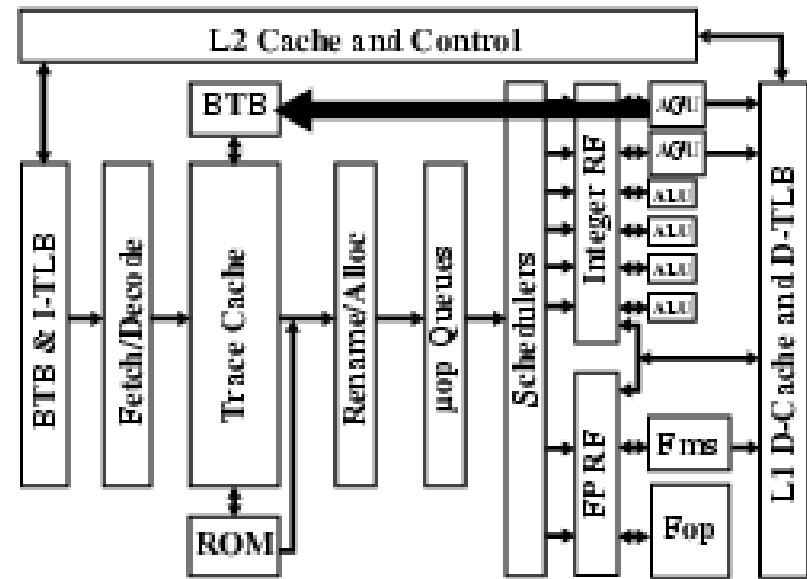 L2 Cache and Control
BTB
BTB & I-TLB
Fetch/Decode
Trace Cache
ROM
Rename/Alloc
µop Queues
Schedulers
Integer RF
FP RF
AGU
AGU
ALU
ALU
ALU
ALU
Fms
Fop
L1 D-Cache and D-TLB